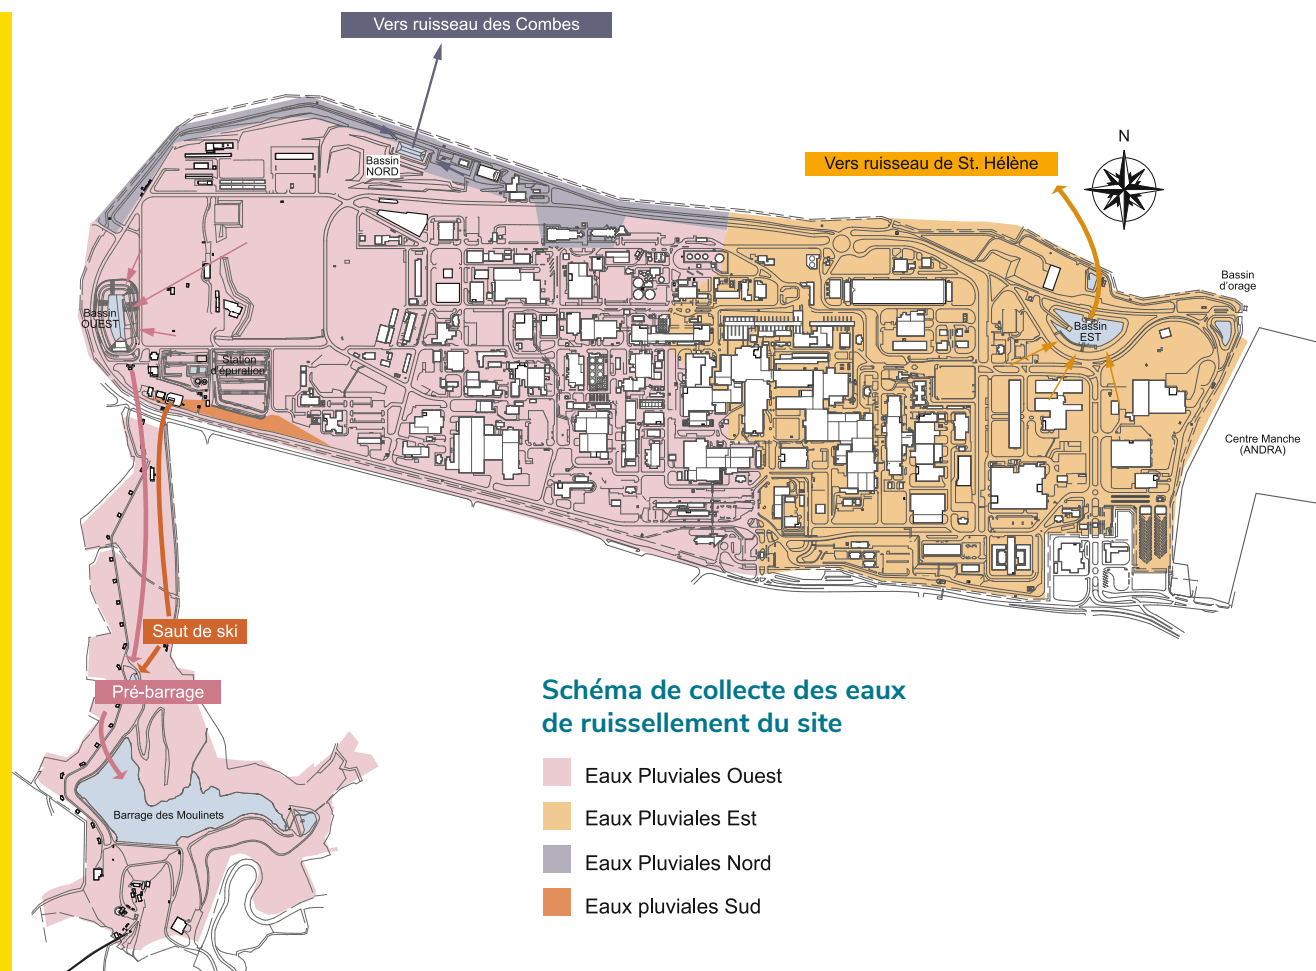 Vers ruisseau des Combes
N
Vers ruisseau de St. Hélène
Bassin
NORD
Bassin
d'orage
Bassin
OUEST
Bassin
EST
Station
d'épuration
Centre Manche
(ANDRA)
Saut de ski
Pré-barrage
Barrage des Moulinets
Schéma de collecte des eaux
de ruissellement du site
Eaux Pluviales Ouest
Eaux Pluviales Est
Eaux Pluviales Nord
Eaux pluviales Sud